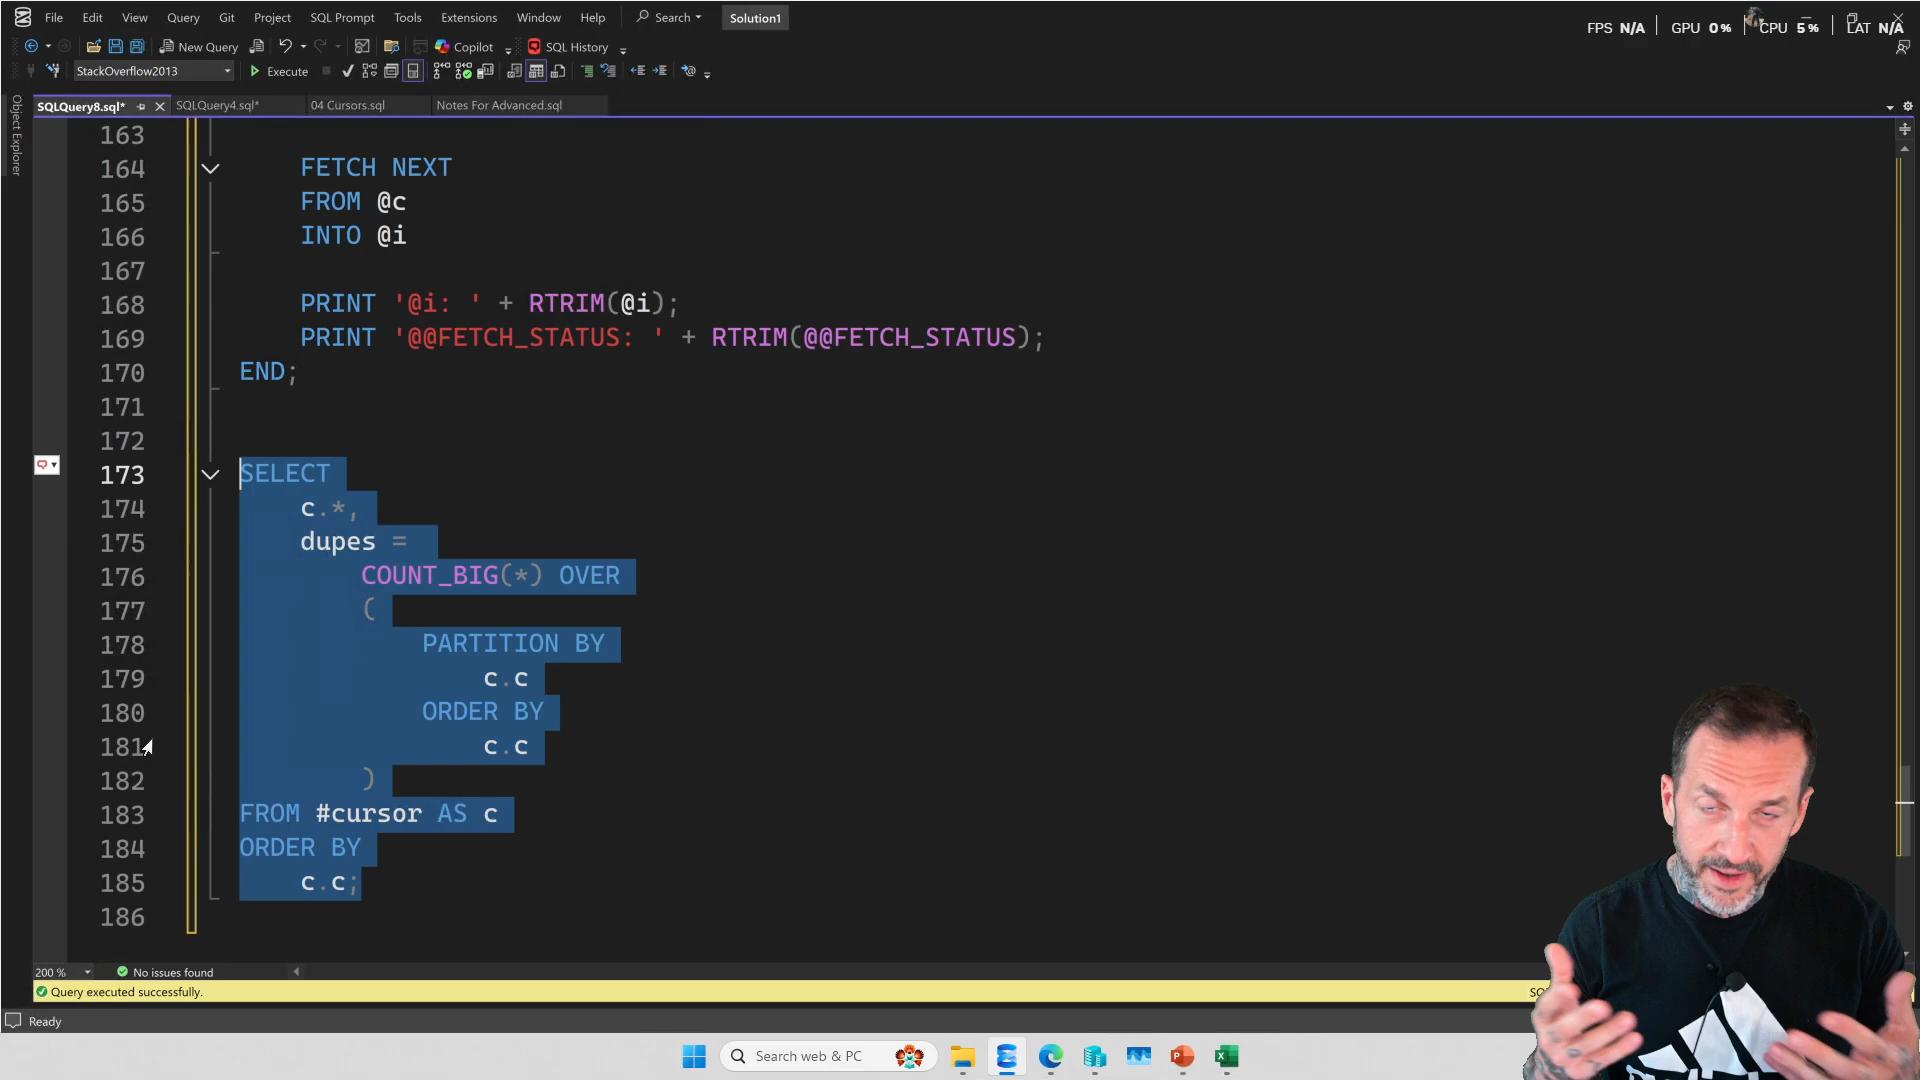 File Edit View Query Git Project SQL Prompt Tools Extensions Window Help Search Solution1
FPS N/A GPU 0% CPU 5% LAT N/A
New Query Copilot SQL History
StackOverflow2013 Execute
SQLQuery8.sql* SQLQuery4.sql* 04 Cursors.sql Notes For Advanced.sql
Object Explorer
163
164 FETCH NEXT
165 FROM @c
166 INTO @i
167
168 PRINT '@i: ' + RTRIM(@i);
169 PRINT '@@FETCH_STATUS: ' + RTRIM(@@FETCH_STATUS);
170 END;
171
172
173 SELECT
174 c.*,
175 dupes =
176 COUNT_BIG(*) OVER
177 (
178 PARTITION BY
179 c.c
180 ORDER BY
181 c.c
182 )
183 FROM #cursor AS c
184 ORDER BY
185 c.c;
186
200 % No issues found
Query executed successfully.
Ready
Search web & PC